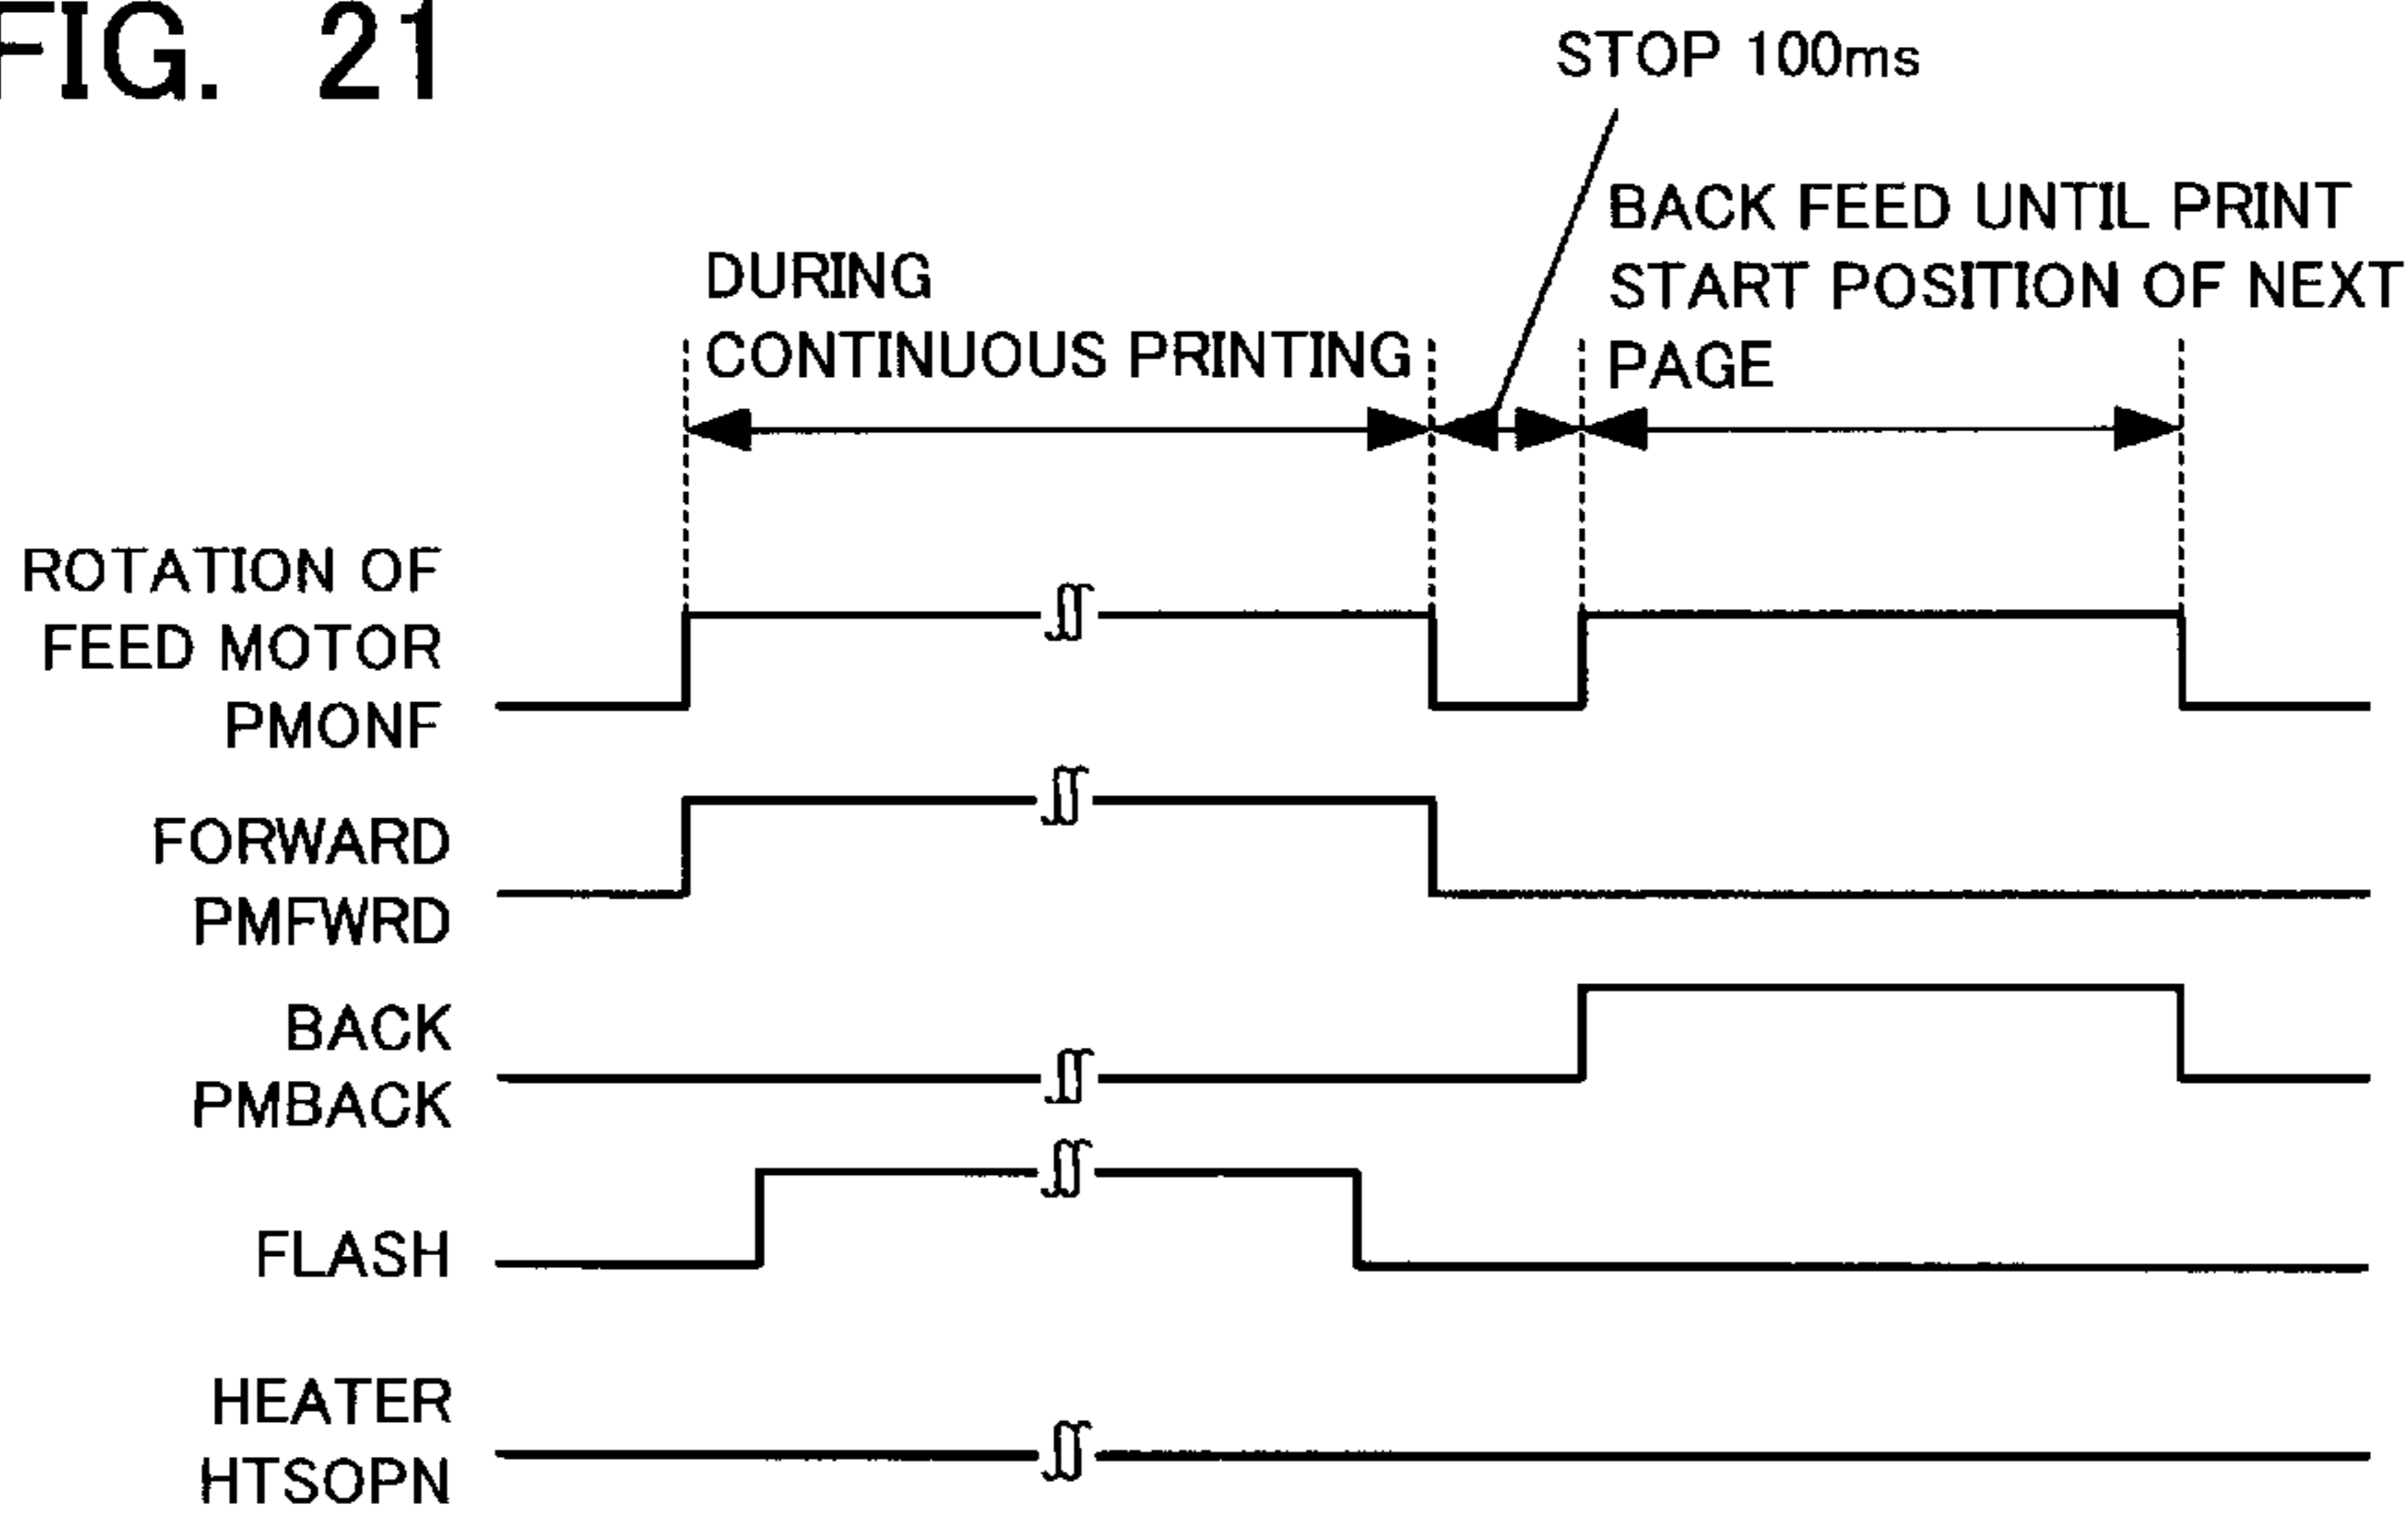 FIG. 21
STOP 100ms
BACK FEED UNTIL PRINT
START POSITION OF NEXT
PAGE
DURING
CONTINUOUS PRINTING
ROTATION OF
FEED MOTOR
PMONF
FORWARD
PMFWRD
BACK
PMBACK
FLASH
HEATER
HTSOPN